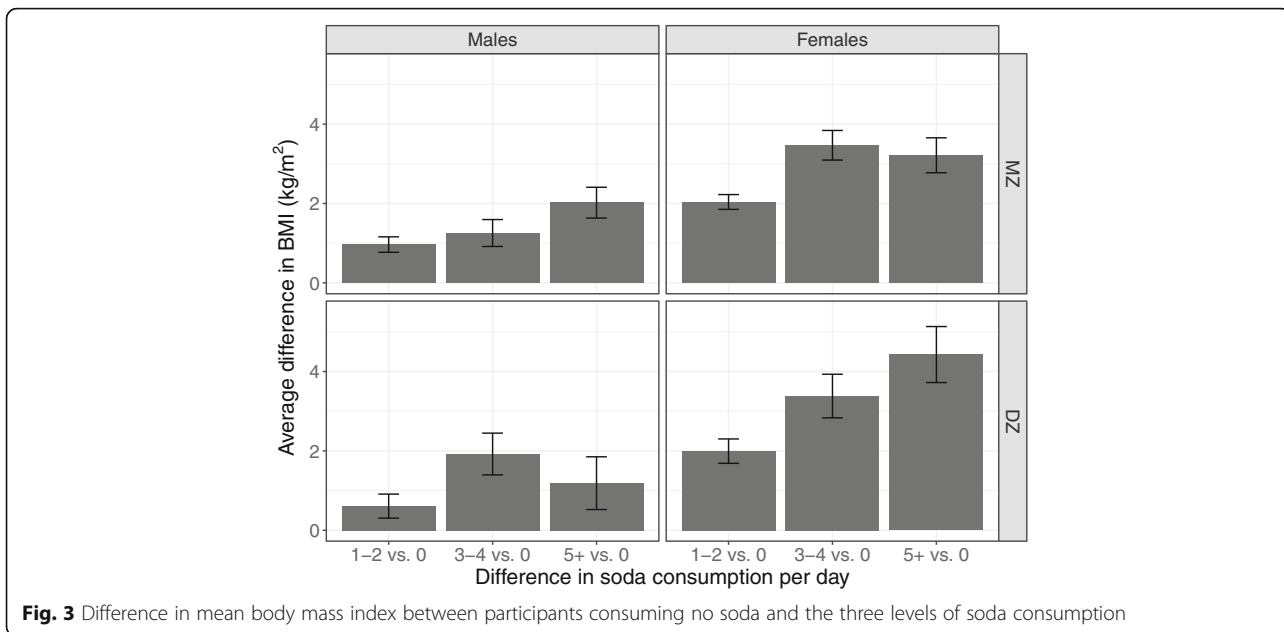 Males Females
Average difference in BMI (kg/m²)
4
2
0
MZ
4
2
0
DZ
1–2 vs. 0 3–4 vs. 0 5+ vs. 0 1–2 vs. 0 3–4 vs. 0 5+ vs. 0
Difference in soda consumption per day
Fig. 3 Difference in mean body mass index between participants consuming no soda and the three levels of soda consumption